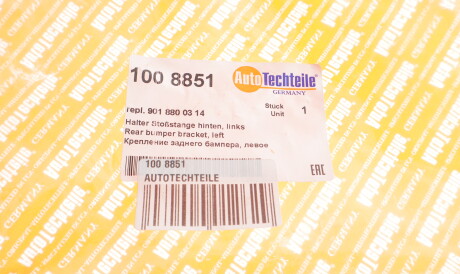 100 8851
AutoTechteile®
GERMANY
repl. 901 880 03 14
Stück
Unit 1
Halter Stoßstange hinten, links
Rear bumper bracket, left
Крепление заднего бампера, левое
EAC
100 8851
AUTOTECHTEILE